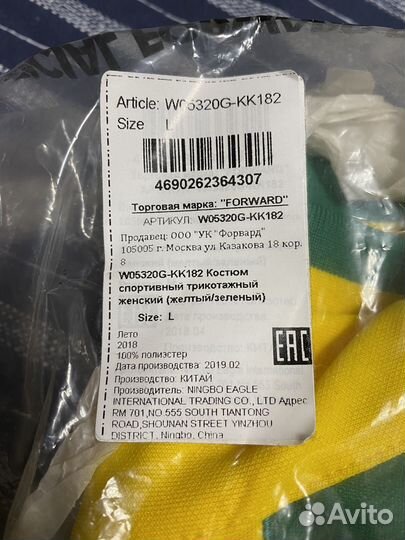 Article: W05320G-KK182
Size L
4690262364307
Торговая марка: "FORWARD"
АРТИКУЛ: W05320G-KK182
Продавец: ООО "УК "Форвард"
105005 г. Москва ул. Казакова 18 кор.
8
W05320G-KK182 Костюм
спортивный трикотажный
женский (желтый/зеленый)
Size: L
Лето
2018
100% полиэстер
Дата производства: 2019.02
Производство: КИТАЙ
Производитель: NINGBO EAGLE
INTERNATIONAL TRADING CO., LTD Адрес
RM 701,NO.555 SOUTH TIANTONG
ROAD,SHOUNAN STREET YINZHOU
DISTRICT, Ningbo, China
EAC
Avito